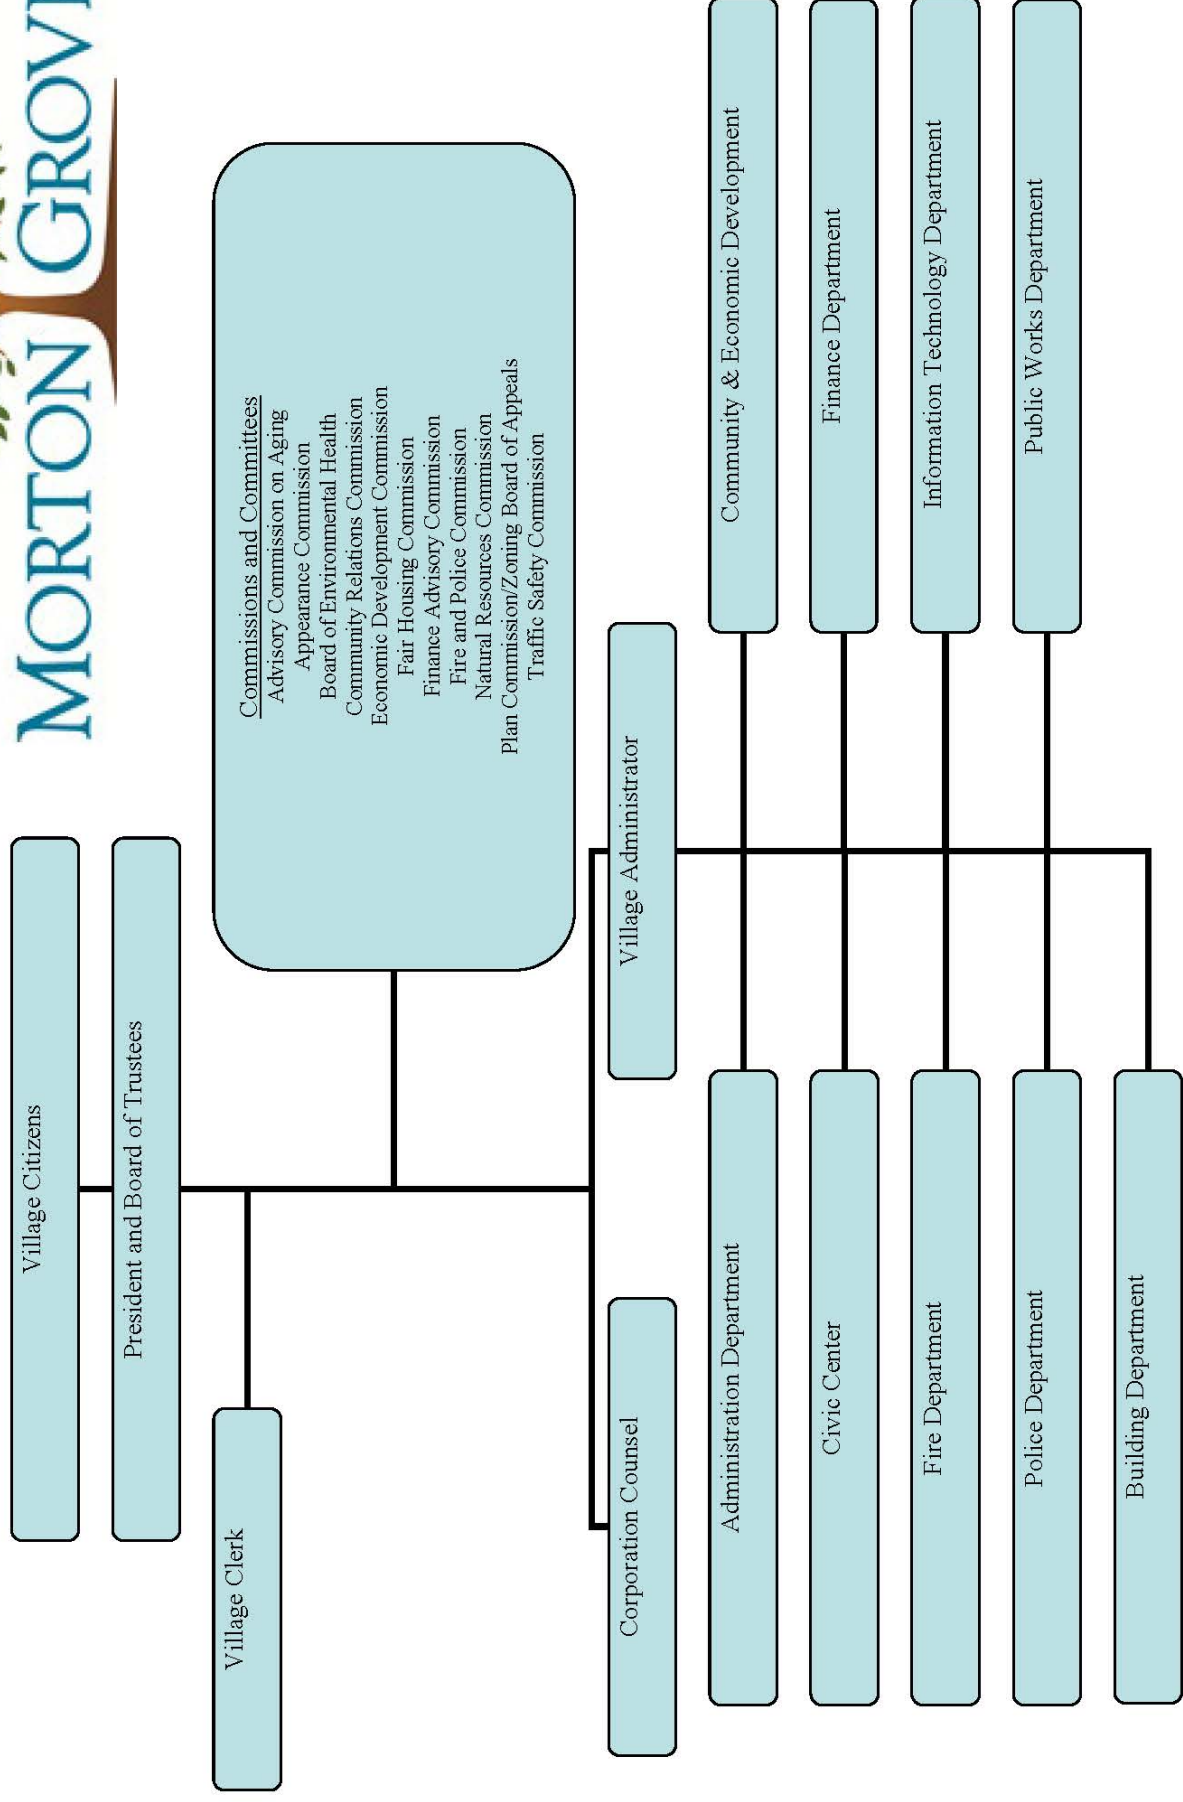 MORTON GROV
Village Citizens
President and Board of Trustees
Village Clerk
Commissions and Committees
Advisory Commission on Aging
Appearance Commission
Board of Environmental Health
Community Relations Commission
Economic Development Commission
Fair Housing Commission
Finance Advisory Commission
Fire and Police Commission
Natural Resources Commission
Plan Commission/Zoning Board of Appeals
Traffic Safety Commission
Corporation Counsel
Village Administrator
Administration Department
Community & Economic Development
Civic Center
Finance Department
Fire Department
Information Technology Department
Police Department
Public Works Department
Building Department